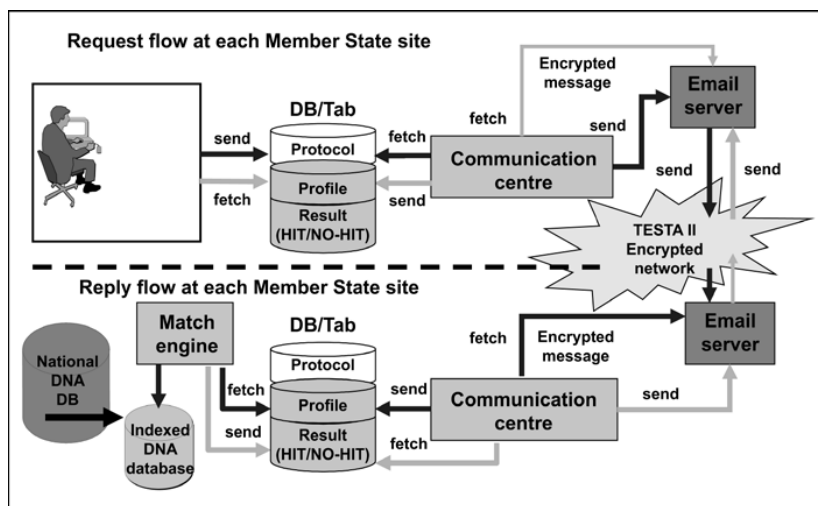 Request flow at each Member State site
Encrypted
message
Email
server
DB/Tab
send
fetch
fetch
send
Protocol
Communication
centre
Profile
fetch
send
send
send
Result
(HIT/NO-HIT)
TESTA II
Encrypted
network
Reply flow at each Member State site
Match
engine
DB/Tab
fetch
Encrypted
message
Email
server
National
DNA
DB
Protocol
fetch
send
Profile
Communication
centre
send
Indexed
DNA
database
send
Result
(HIT/NO-HIT)
fetch